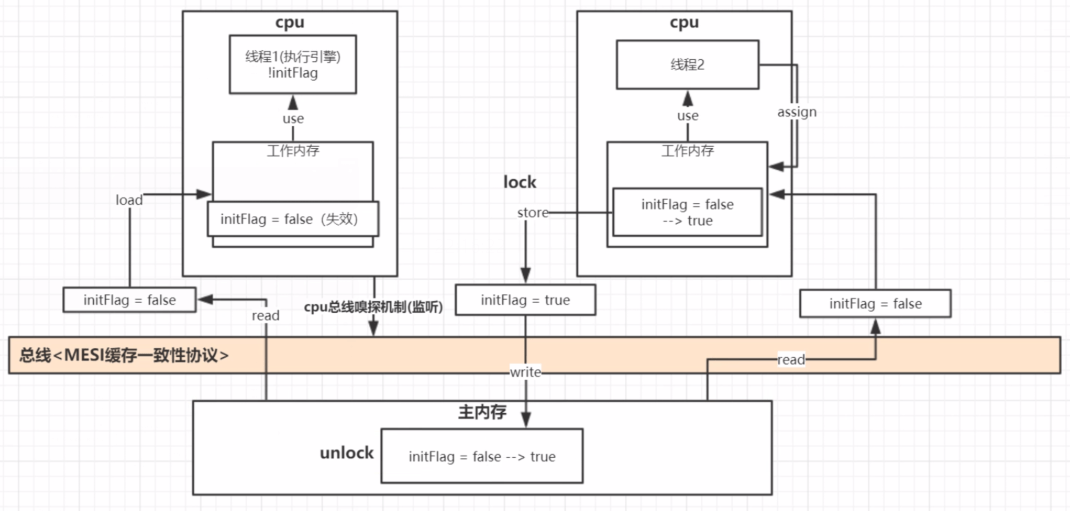 cpu
线程1(执行引擎)
!initFlag
use
工作内存
load
initFlag = false（失效）
initFlag = false
read
cpu总线嗅探机制(监听)
cpu
线程2
use
assign
工作内存
lock
store
initFlag = false
--> true
initFlag = true
initFlag = false
总线<MESI缓存一致性协议>
write
read
主内存
unlock
initFlag = false --> true